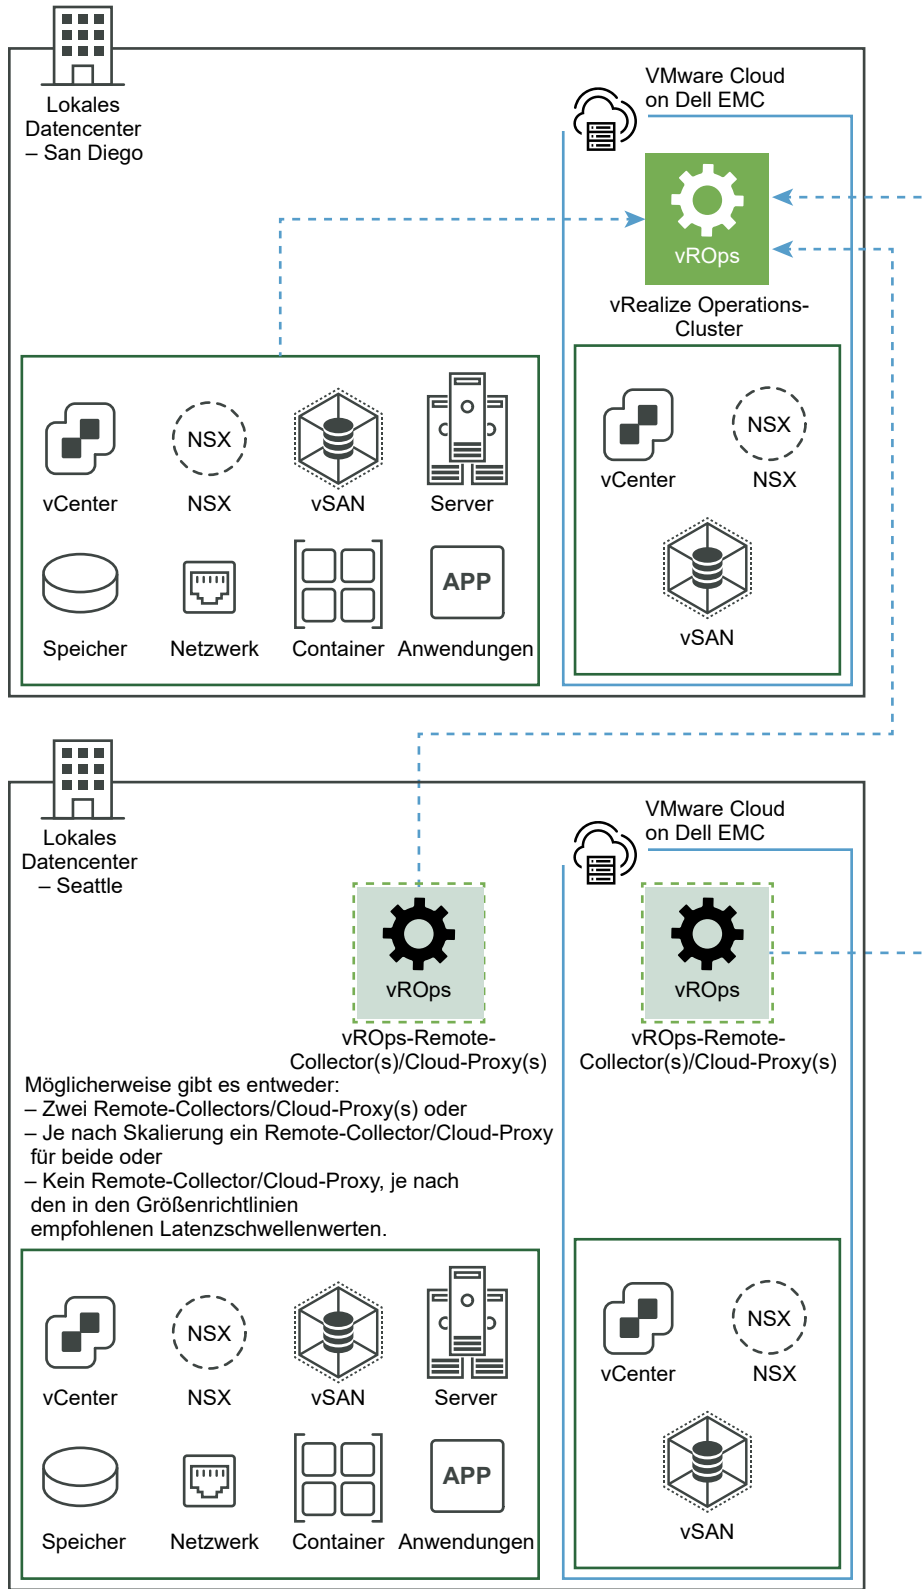 Lokales
Datencenter
– San Diego
VMware Cloud
on Dell EMC
vROps
vRealize Operations-
Cluster
vCenter
NSX
NSX
vSAN
Server
Speicher
Netzwerk
Container
APP
Anwendungen
vCenter
NSX
NSX
vSAN
Lokales
Datencenter
– Seattle
VMware Cloud
on Dell EMC
vROps
vROps-Remote-
Collector(s)/Cloud-Proxy(s)
vROps
vROps-Remote-
Collector(s)/Cloud-Proxy(s)
Möglicherweise gibt es entweder:
– Zwei Remote-Collectors/Cloud-Proxy(s) oder
– Je nach Skalierung ein Remote-Collector/Cloud-Proxy
für beide oder
– Kein Remote-Collector/Cloud-Proxy, je nach
den in den Größenrichtlinien
empfohlenen Latenzschwellenwerten.
vCenter
NSX
NSX
vSAN
Server
Speicher
Netzwerk
Container
APP
Anwendungen
vCenter
NSX
NSX
vSAN